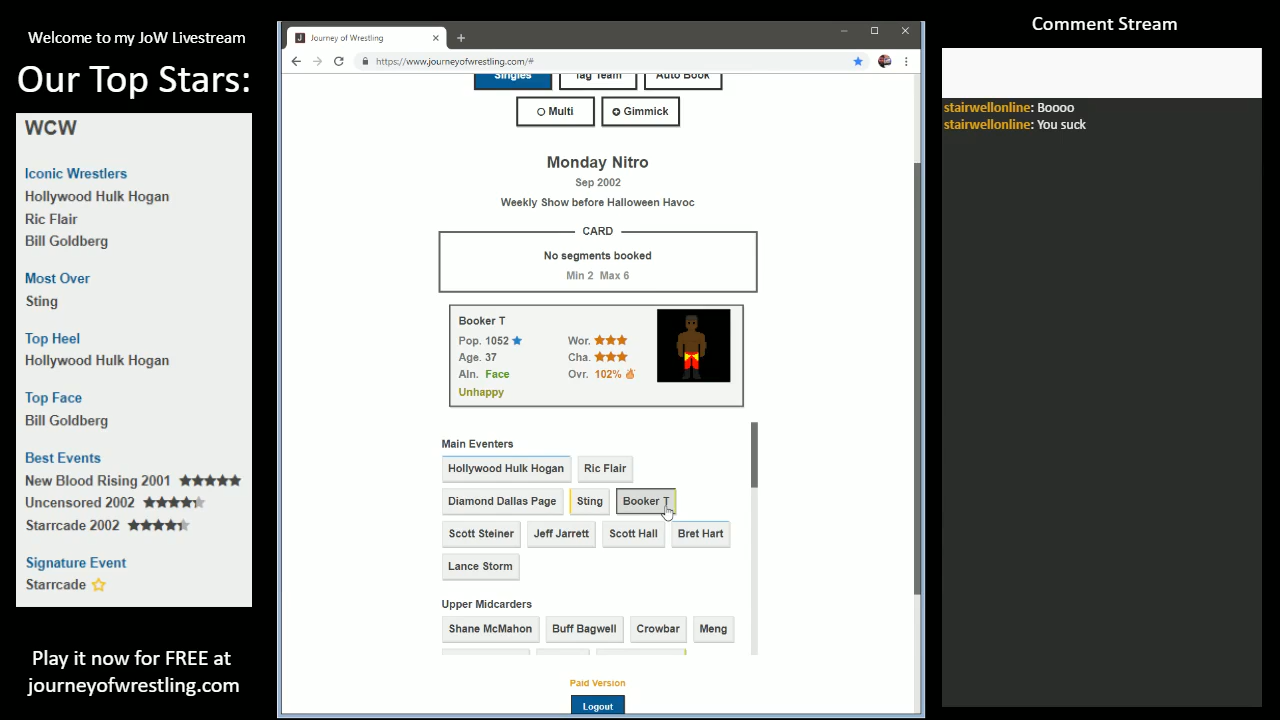 Welcome to my JoW Livestream
Our Top Stars:
WCW
Iconic Wrestlers
Hollywood Hulk Hogan
Ric Flair
Bill Goldberg
Most Over
Sting
Top Heel
Hollywood Hulk Hogan
Top Face
Bill Goldberg
Best Events
New Blood Rising 2001
Uncensored 2002
Starrcade 2002
Signature Event
Starrcade
Play it now for FREE at
journeyofwrestling.com
J Journey of Wrestling
https://www.journeyofwrestling.com/#
Singles Tag Team Auto Book
Multi Gimmick
Monday Nitro
Sep 2002
Weekly Show before Halloween Havoc
CARD
No segments booked
Min 2 Max 6
Booker T
Pop. 1052 Wor.
Age. 37 Cha.
Aln. Face Ovr. 102%
Unhappy
Main Eventers
Hollywood Hulk Hogan Ric Flair
Diamond Dallas Page Sting Booker T
Scott Steiner Jeff Jarrett Scott Hall Bret Hart
Lance Storm
Upper Midcarders
Shane McMahon Buff Bagwell Crowbar Meng
Paid Version
Logout
Comment Stream
stairwellonline: Boooo
stairwellonline: You suck